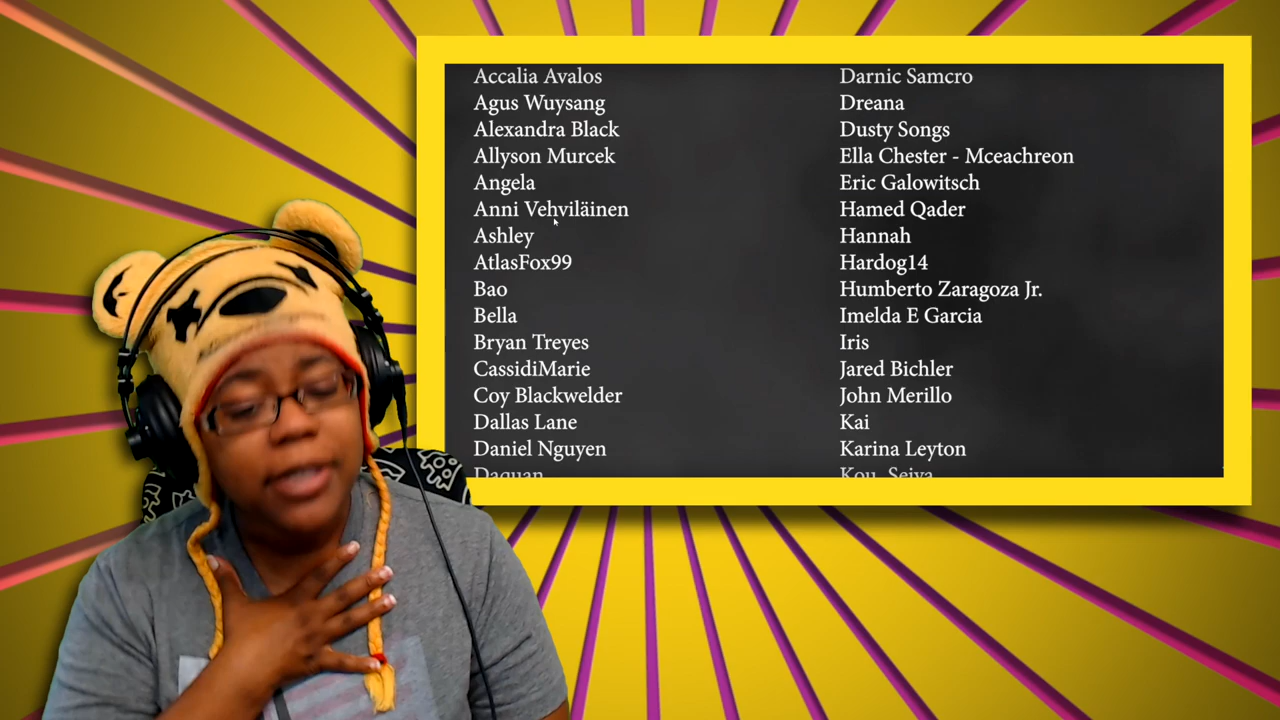 Accalia Avalos
Agus Wuysang
Alexandra Black
Allyson Murcek
Angela
Anni Vehviläinen
Ashley
AtlasFox99
Bao
Bella
Bryan Treyes
CassidiMarie
Coy Blackwelder
Dallas Lane
Daniel Nguyen
Daquan
Darnic Samcro
Dreana
Dusty Songs
Ella Chester - Mceachreon
Eric Galowitsch
Hamed Qader
Hannah
Hardog14
Humberto Zaragoza Jr.
Imelda E Garcia
Iris
Jared Bichler
John Merillo
Kai
Karina Leyton
Kou_Seiya